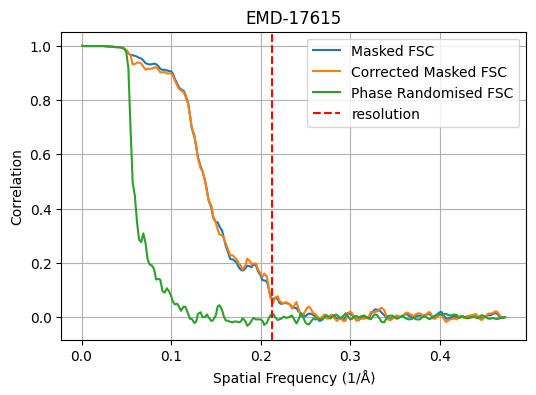 EMD-17615
Masked FSC
Corrected Masked FSC
Phase Randomised FSC
resolution
Correlation
1.0
0.8
0.6
0.4
0.2
0.0
0.0 0.1 0.2 0.3 0.4
Spatial Frequency (1/Å)